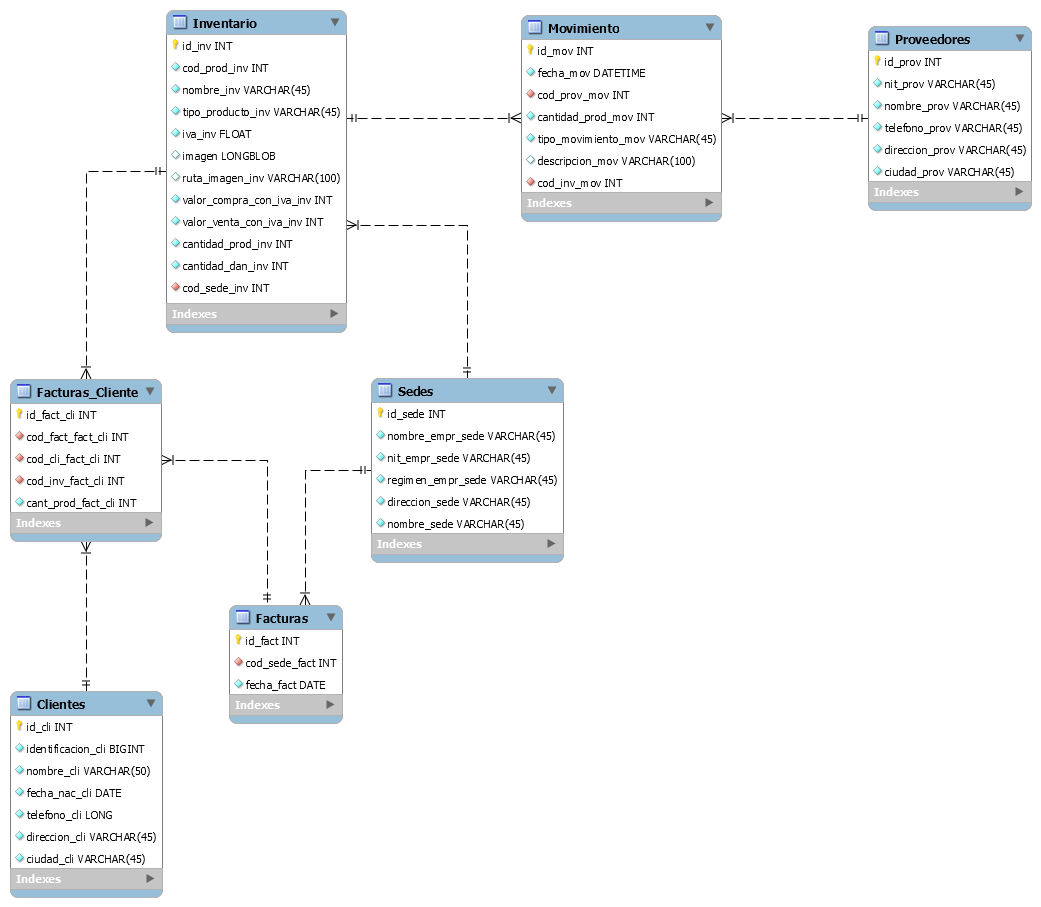 Inventario
id_inv INT
cod_prod_inv INT
nombre_inv VARCHAR(45)
tipo_producto_inv VARCHAR(45)
iva_inv FLOAT
imagen LONGBLOB
ruta_imagen_inv VARCHAR(100)
valor_compra_con_iva_inv INT
valor_venta_con_iva_inv INT
cantidad_prod_inv INT
cantidad_dan_inv INT
cod_sede_inv INT
Indexes
Movimiento
id_mov INT
fecha_mov DATETIME
cod_prov_mov INT
cantidad_prod_mov INT
tipo_movimiento_mov VARCHAR(45)
descripcion_mov VARCHAR(100)
cod_inv_mov INT
Indexes
Proveedores
id_prov INT
nit_prov VARCHAR(45)
nombre_prov VARCHAR(45)
telefono_prov VARCHAR(45)
direccion_prov VARCHAR(45)
ciudad_prov VARCHAR(45)
Indexes
Facturas_Cliente
id_fact_cli INT
cod_fact_fact_cli INT
cod_cli_fact_cli INT
cod_inv_fact_cli INT
cant_prod_fact_cli INT
Indexes
Sedes
id_sede INT
nombre_empr_sede VARCHAR(45)
nit_empr_sede VARCHAR(45)
regimen_empr_sede VARCHAR(45)
direccion_sede VARCHAR(45)
nombre_sede VARCHAR(45)
Indexes
Facturas
id_fact INT
cod_sede_fact INT
fecha_fact DATE
Indexes
Clientes
id_cli INT
identificacion_cli BIGINT
nombre_cli VARCHAR(50)
fecha_nac_cli DATE
telefono_cli LONG
direccion_cli VARCHAR(45)
ciudad_cli VARCHAR(45)
Indexes